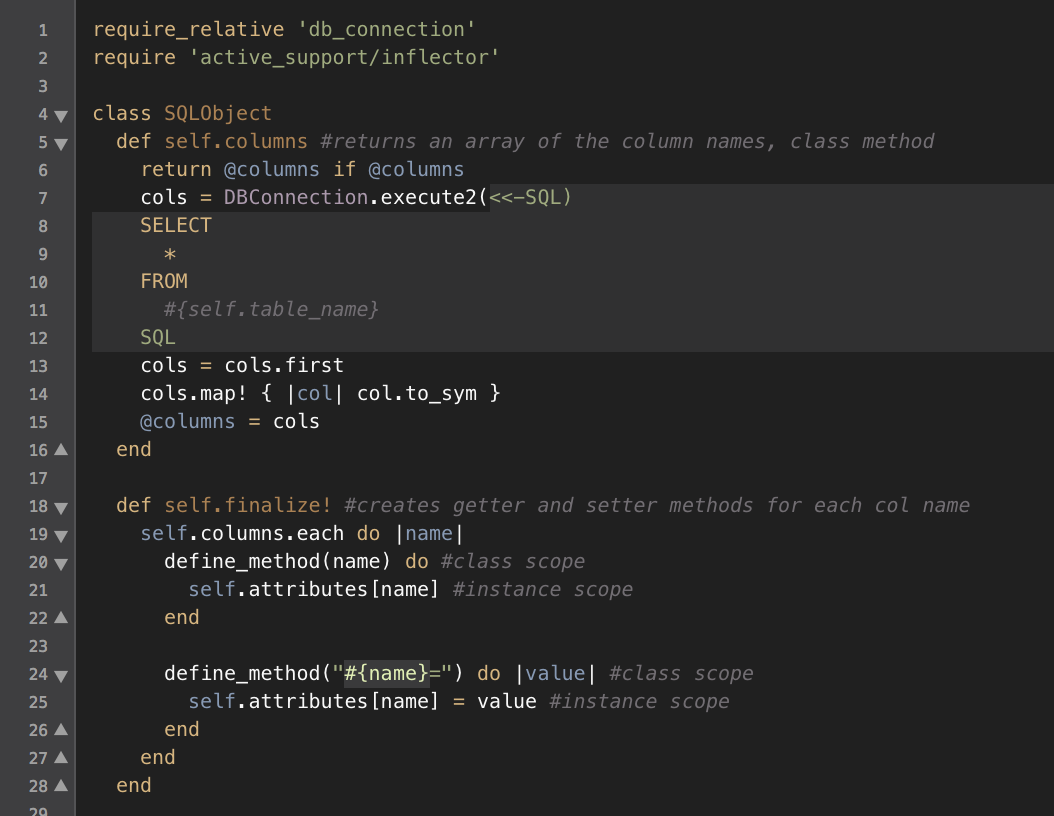 1 require_relative 'db_connection'
2 require 'active_support/inflector'
3
4 class SQLObject
5   def self.columns #returns an array of the column names, class method
6     return @columns if @columns
7     cols = DBConnection.execute2(<<-SQL)
8     SELECT
9       *
10     FROM
11       #{self.table_name}
12     SQL
13     cols = cols.first
14     cols.map! { |col| col.to_sym }
15     @columns = cols
16   end
17
18   def self.finalize! #creates getter and setter methods for each col name
19     self.columns.each do |name|
20       define_method(name) do #class scope
21         self.attributes[name] #instance scope
22       end
23
24       define_method("#{name}=") do |value| #class scope
25         self.attributes[name] = value #instance scope
26       end
27     end
28   end
29